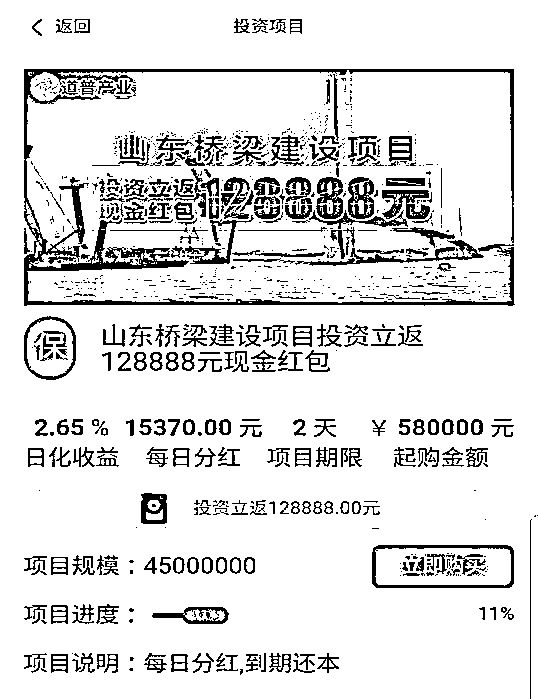 返回
投资项目
道普产业
山东桥梁建设项目
投资立返
现金红包
128888元
保
山东桥梁建设项目投资立返
128888元现金红包
2.65 % 15370.00 元 2 天 ￥ 580000 元
日化收益 每日分红 项目期限 起购金额
投资立返128888.00元
项目规模：45000000
立即购买
项目进度：
11%
项目说明：每日分红,到期还本